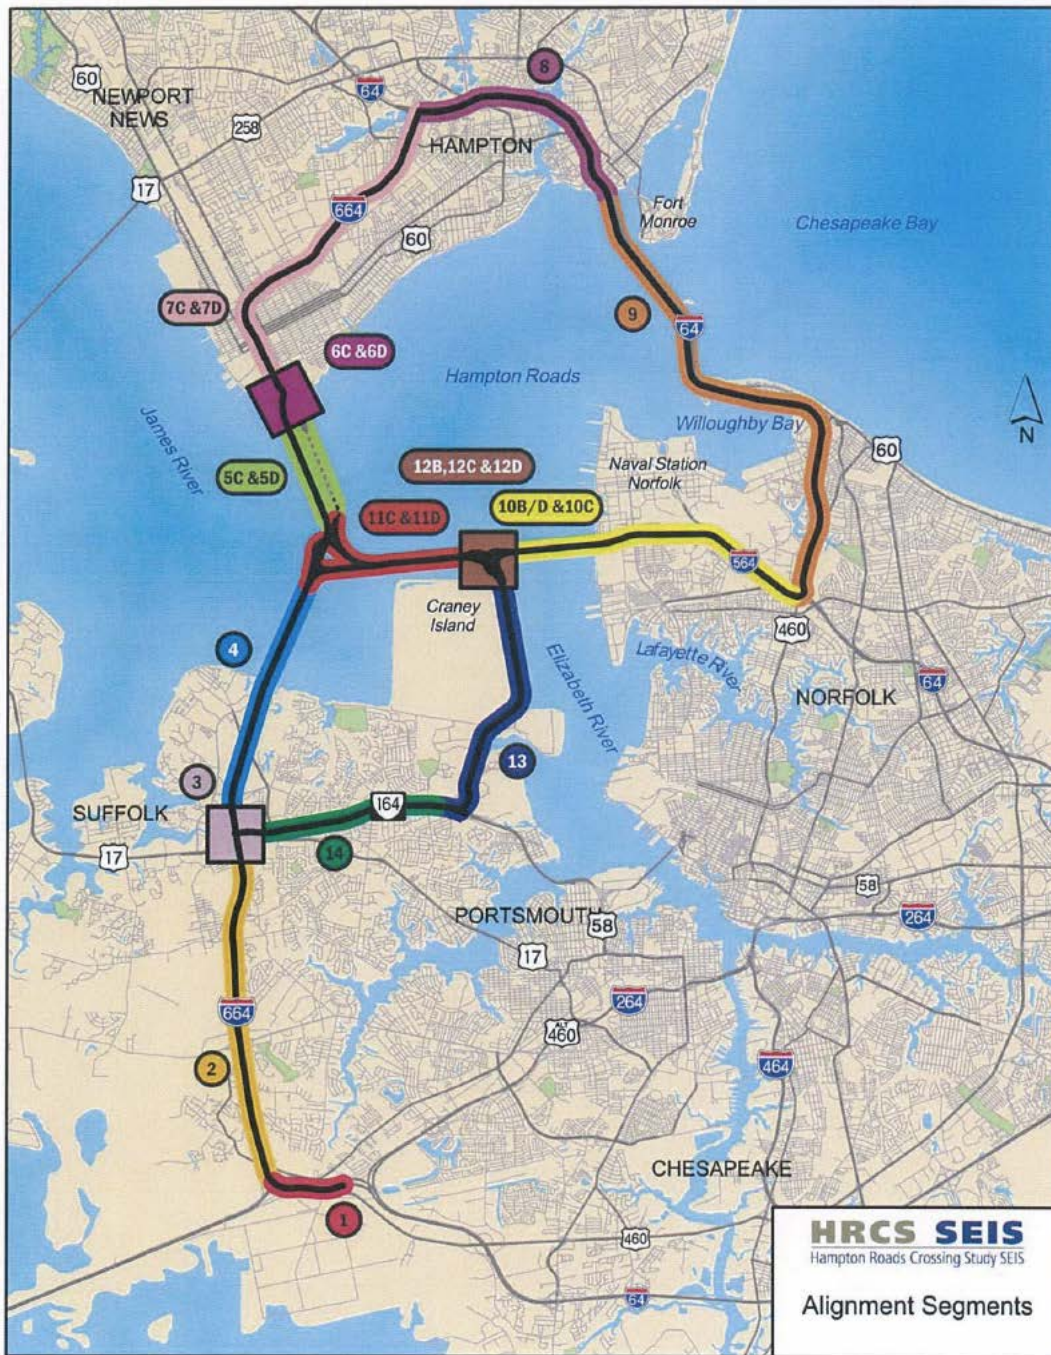 8
60
NEWPORT
NEWS
64
258
HAMPTON
17
664
Fort
Monroe
60
Chesapeake Bay
7C &7D
9
64
6C &6D
Hampton Roads
James River
Willoughby Bay
N
60
5C &5D
12B,12C &12D
Naval Station
Norfolk
11C &11D
10B/D &10C
564
Craney
Island
460
4
Elizabeth River
Lafayette River
64
NORFOLK
3
13
SUFFOLK
164
17
14
58
264
PORTSMOUTH
58
17
664
264
ALT
460
2
464
CHESAPEAKE
1
460
64
HRCS SEIS
Hampton Roads Crossing Study SEIS
Alignment Segments